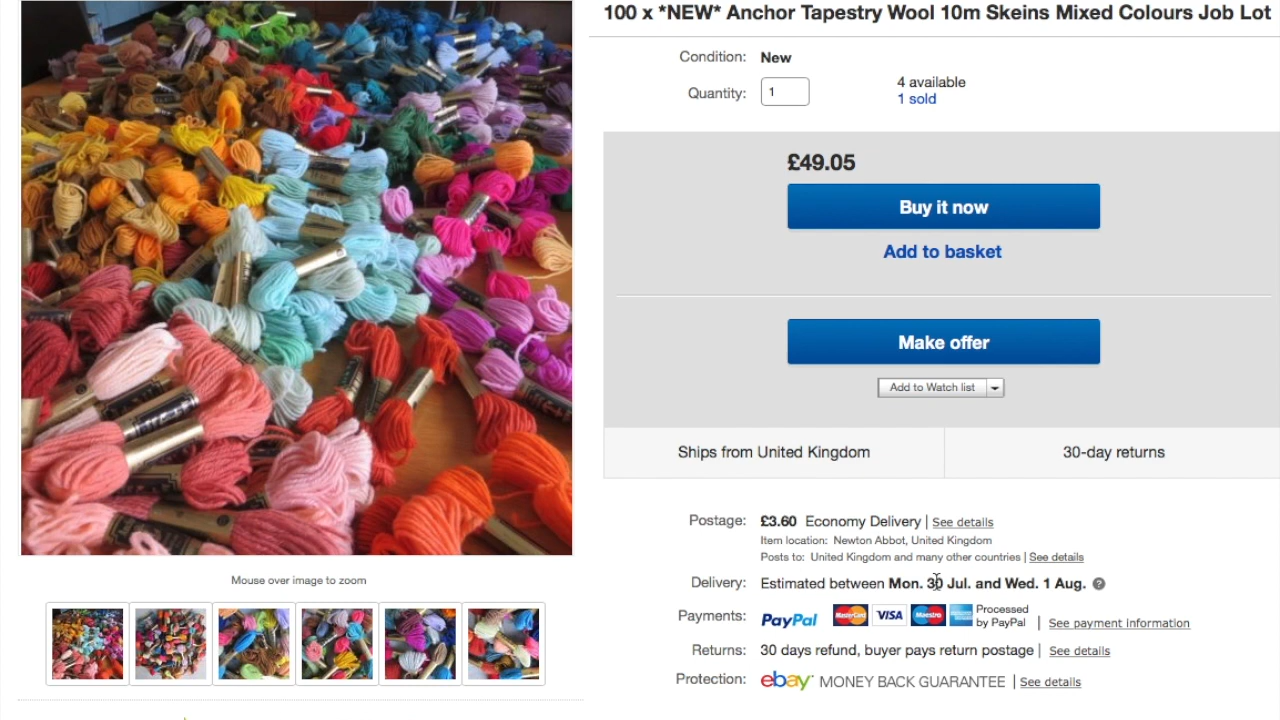 100 x *NEW* Anchor Tapestry Wool 10m Skeins Mixed Colours Job Lot
Condition: New
Quantity: 1
4 available
1 sold
£49.05
Buy it now
Add to basket
Make offer
Add to Watch list
Ships from United Kingdom
30-day returns
Postage: £3.60 Economy Delivery | See details
Item location: Newton Abbot, United Kingdom
Posts to: United Kingdom and many other countries | See details
Delivery: Estimated between Mon. 30 Jul. and Wed. 1 Aug. ?
Payments: PayPal MasterCard VISA Maestro Processed by PayPal | See payment information
Returns: 30 days refund, buyer pays return postage | See details
Protection: ebay MONEY BACK GUARANTEE | See details
Mouse over image to zoom